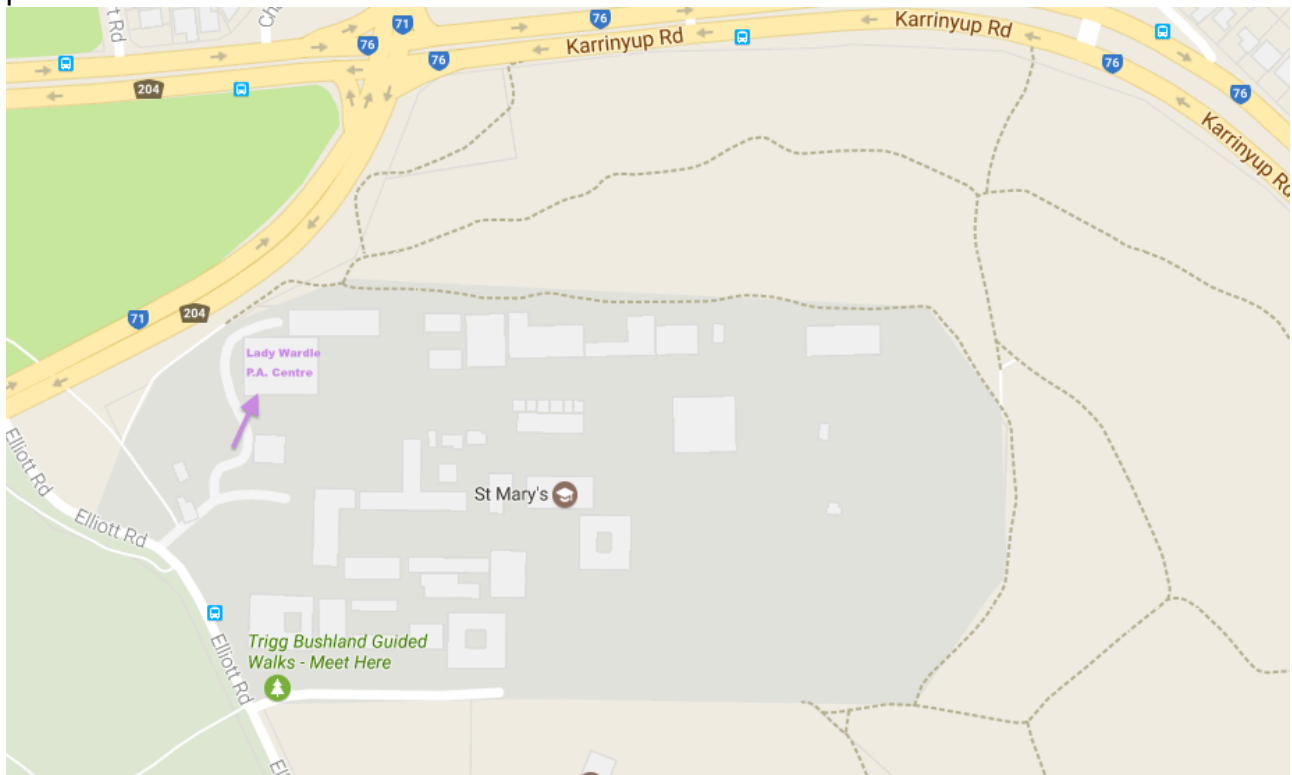 71
76
76
Karrinyup Rd
Karrinyup Rd
76
76
Karrinyup Rd
204
71
204
Lady Wardle
P.A. Centre
Elliott Rd
Elliott Rd
St Mary's
Trigg Bushland Guided
Walks - Meet Here
Elliott Rd